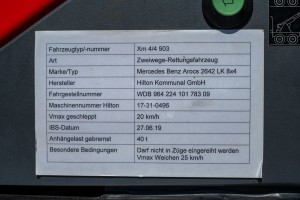 Fahrzeugtyp/-nummer Xm 4/4 903
Art Zweiwege-Rettungsfahrzeug
Marke/Typ Mercedes Benz Arocs 2642 LK 8x4
Hersteller Hilton Kommunal GmbH
Fahrgestellnummer WDB 964 224 101 783 09
Maschinennummer Hilton 17-21-0496
Vmax geschleppt 20 km/h
IBS-Datum 27.06.19
Anhängelast gebremst 40 t
Besondere Bedingungen Darf nicht in Züge eingereiht werden
Vmax Weichen 25 km/h